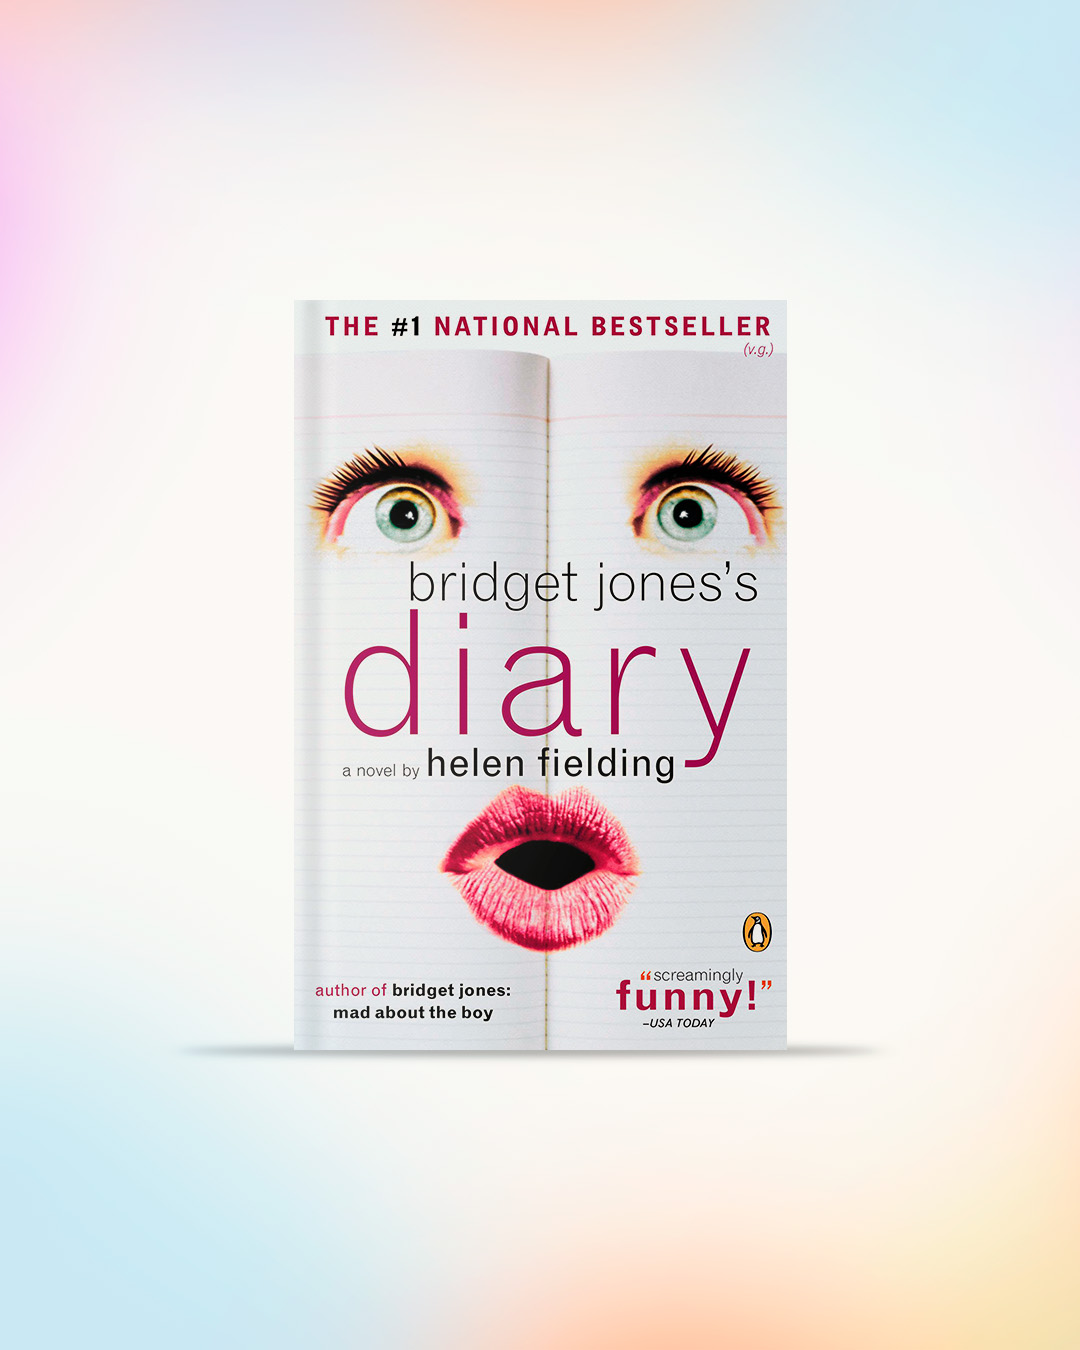 THE #1 NATIONAL BESTSELLER
(v.g.)
bridget jones's
diary
a novel by helen fielding
author of bridget jones:
mad about the boy
“screamingly
funny!”
–USA TODAY